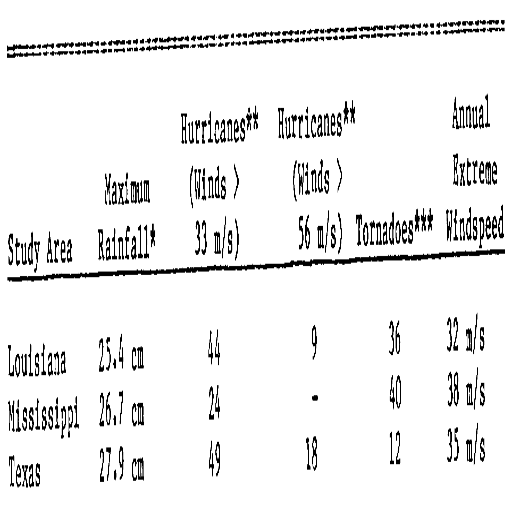 Annual
Hurricanes** Hurricanes**
Maximum (Winds > (Winds > Extreme
Study Area Rainfall* 33 m/s) 56 m/s) Tornadoes*** Windspeed
Louisiana 25.4 cm 44 9 36 32 m/s
Mississippi 26.7 cm 24 - 40 38 m/s
Texas 27.9 cm 49 18 12 35 m/s